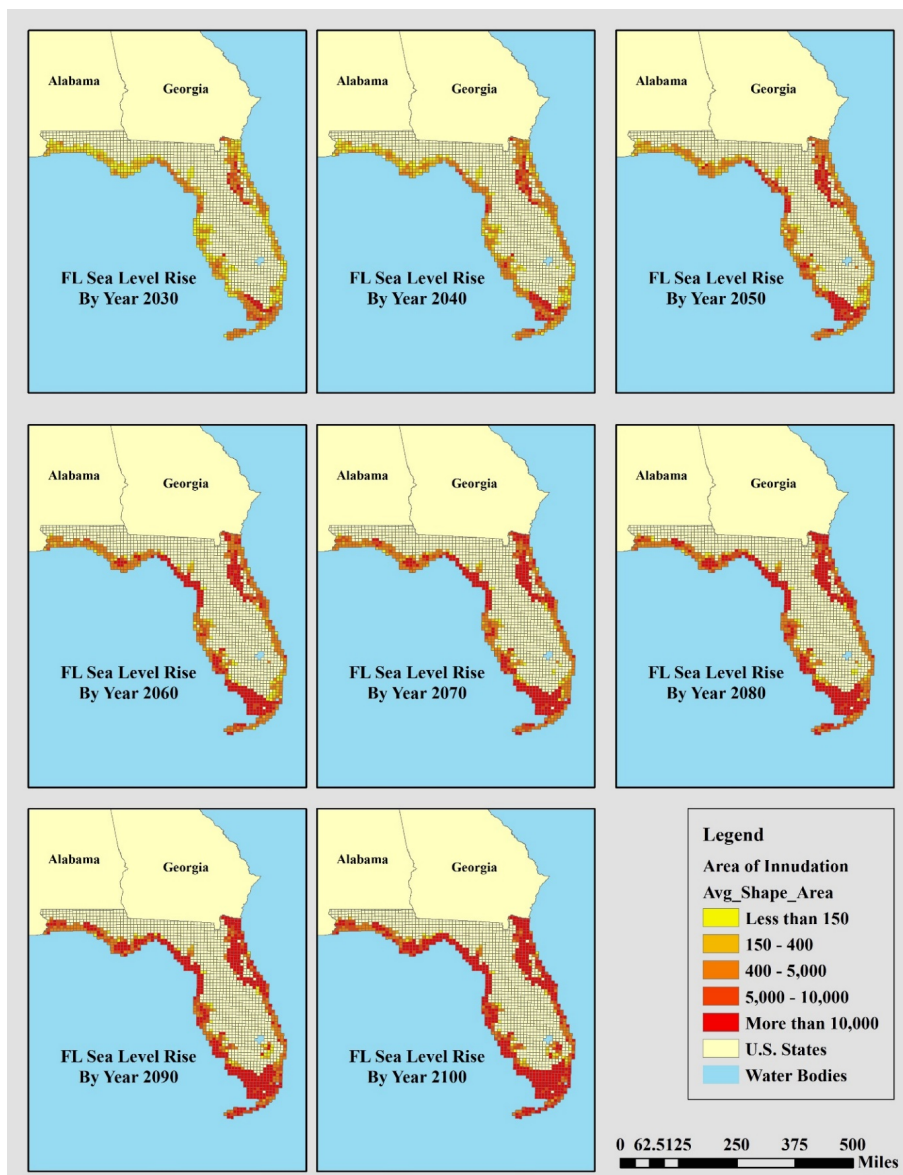 Alabama
Georgia
FL Sea Level Rise
By Year 2030
Alabama
Georgia
FL Sea Level Rise
By Year 2040
Alabama
Georgia
FL Sea Level Rise
By Year 2050
Alabama
Georgia
FL Sea Level Rise
By Year 2060
Alabama
Georgia
FL Sea Level Rise
By Year 2070
Alabama
Georgia
FL Sea Level Rise
By Year 2080
Alabama
Georgia
FL Sea Level Rise
By Year 2090
Alabama
Georgia
FL Sea Level Rise
By Year 2100
Legend
Area of Innudation
Avg_Shape_Area
Less than 150
150 - 400
400 - 5,000
5,000 - 10,000
More than 10,000
U.S. States
Water Bodies
0 62.5125 250 375 500
Miles